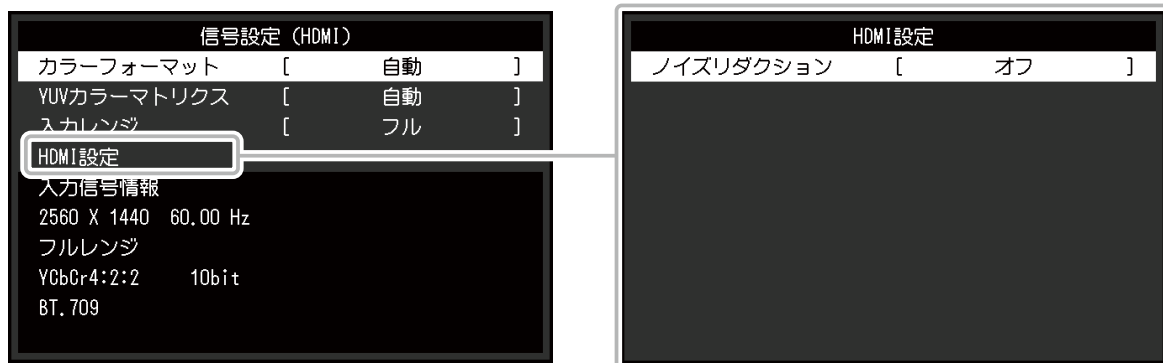 信号設定 (HDMI)
カラーフォーマット [ 自動 ]
YUVカラーマトリクス [ 自動 ]
入力レンジ [ フル ]
HDMI設定
入力信号情報
2560 X 1440 60.00 Hz
フルレンジ
YCbCr4:2:2 10bit
BT.709
HDMI設定
ノイズリダクション [ オフ ]